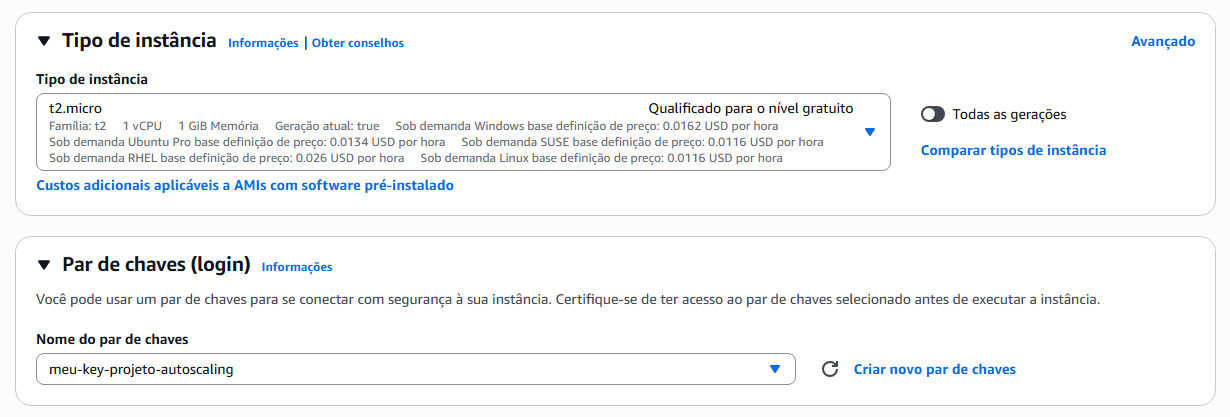 Tipo de instância Informações | Obter conselhos Avançado
Tipo de instância
t2.micro Qualificado para o nível gratuito
Família: t2 1 vCPU 1 GiB Memória Geração atual: true Sob demanda Windows base definição de preço: 0.0162 USD por hora
Sob demanda Ubuntu Pro base definição de preço: 0.0134 USD por hora Sob demanda SUSE base definição de preço: 0.0116 USD por hora
Sob demanda RHEL base definição de preço: 0.026 USD por hora Sob demanda Linux base definição de preço: 0.0116 USD por hora
Todas as gerações
Comparar tipos de instância
Custos adicionais aplicáveis a AMIs com software pré-instalado
Par de chaves (login) Informações
Você pode usar um par de chaves para se conectar com segurança à sua instância. Certifique-se de ter acesso ao par de chaves selecionado antes de executar a instância.
Nome do par de chaves
meu-key-projeto-autoscaling Criar novo par de chaves